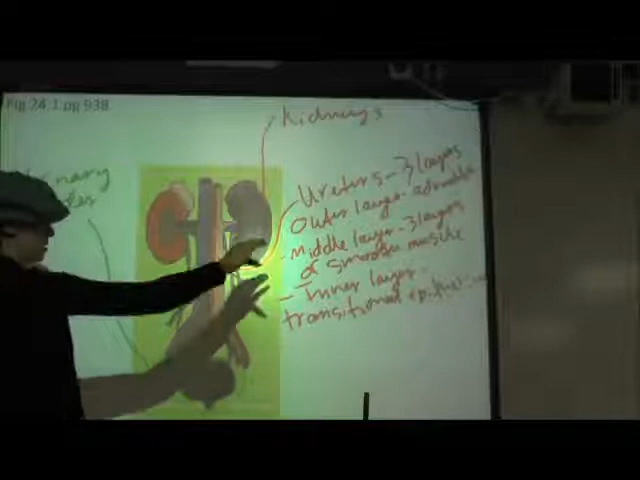 Fig 24.1 pg 938
Kidneys
Ureters - 3 layers
Outer layer -
- Middle layer - 3 layers
of smooth muscle
- Inner layer -
transitional